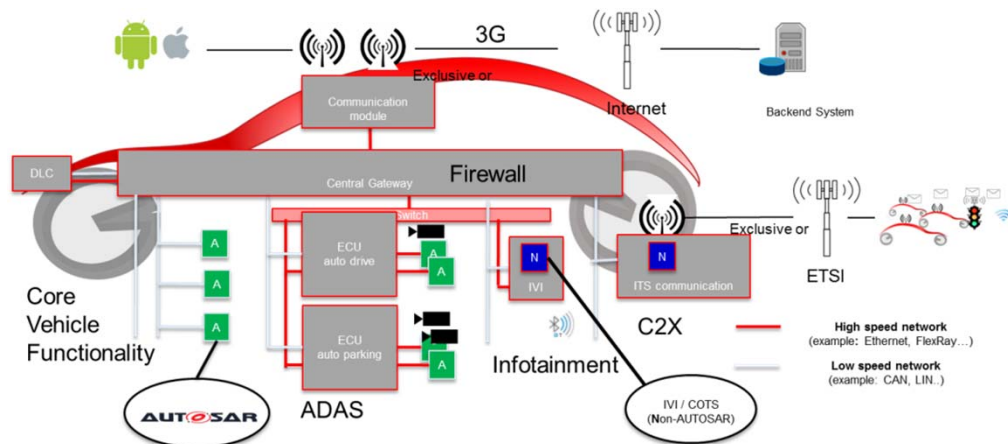 3G
Exclusive or
Internet
Backend System
Communication
module
DLC
Firewall
Central Gateway
Switch
ECU
auto drive
A
A
A
A
A
N
IVI
N
ITS communication
Exclusive or
ETSI
Core
Vehicle
Functionality
ECU
auto parking
A
A
ADAS
Infotainment
C2X
High speed network
(example: Ethernet, FlexRay…)
Low speed network
(example: CAN, LIN..)
AUTOSAR
IVI / COTS
(Non-AUTOSAR)